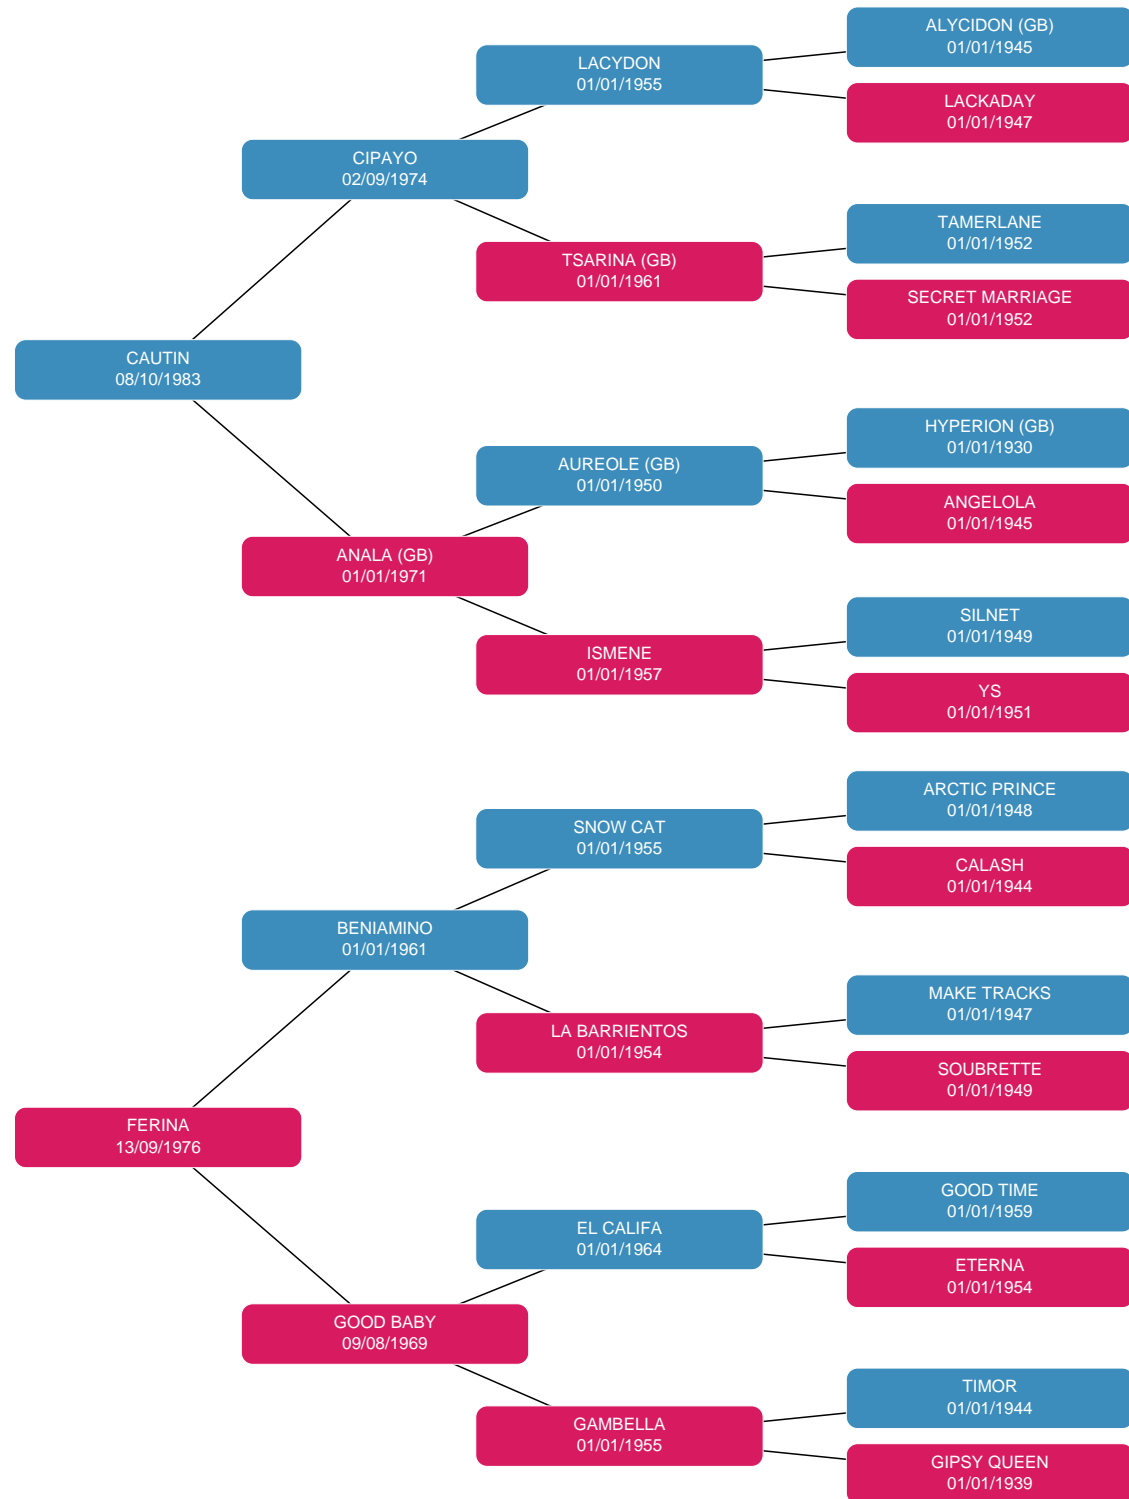 ALYCIDON (GB)
01/01/1945
LACYDON
01/01/1955
LACKADAY
01/01/1947
CIPAYO
02/09/1974
TAMERLANE
01/01/1952
TSARINA (GB)
01/01/1961
SECRET MARRIAGE
01/01/1952
CAUTIN
08/10/1983
HYPERION (GB)
01/01/1930
AUREOLE (GB)
01/01/1950
ANGELOLA
01/01/1945
ANALA (GB)
01/01/1971
SILNET
01/01/1949
ISMENE
01/01/1957
YS
01/01/1951
ARCTIC PRINCE
01/01/1948
SNOW CAT
01/01/1955
CALASH
01/01/1944
BENIAMINO
01/01/1961
MAKE TRACKS
01/01/1947
LA BARRIENTOS
01/01/1954
SOUBRETTE
01/01/1949
FERINA
13/09/1976
GOOD TIME
01/01/1959
EL CALIFA
01/01/1964
ETERNA
01/01/1954
GOOD BABY
09/08/1969
TIMOR
01/01/1944
GAMBELLA
01/01/1955
GIPSY QUEEN
01/01/1939